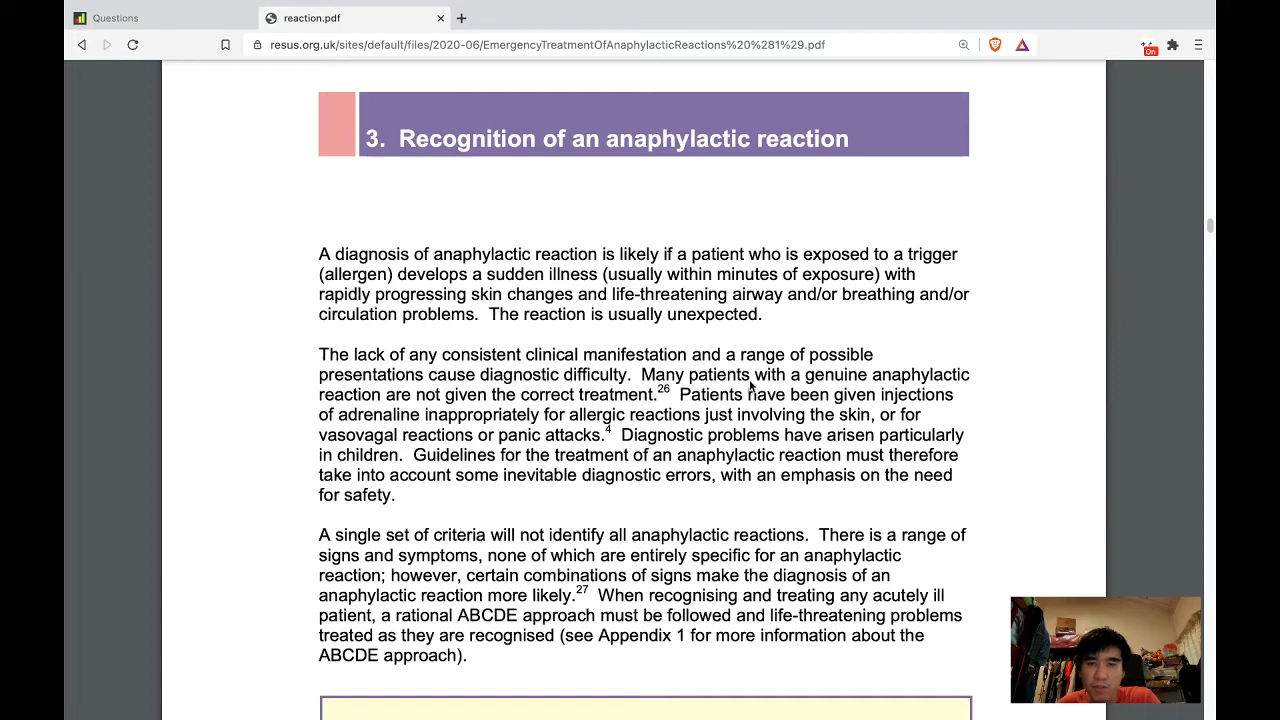 Questions
reaction.pdf
resus.org.uk/sites/default/files/2020-06/EmergencyTreatmentOfAnaphylacticReactions%20%281%29.pdf
On
3. Recognition of an anaphylactic reaction
A diagnosis of anaphylactic reaction is likely if a patient who is exposed to a trigger
(allergen) develops a sudden illness (usually within minutes of exposure) with
rapidly progressing skin changes and life-threatening airway and/or breathing and/or
circulation problems. The reaction is usually unexpected.
The lack of any consistent clinical manifestation and a range of possible
presentations cause diagnostic difficulty. Many patients with a genuine anaphylactic
reaction are not given the correct treatment.26 Patients have been given injections
of adrenaline inappropriately for allergic reactions just involving the skin, or for
vasovagal reactions or panic attacks.4 Diagnostic problems have arisen particularly
in children. Guidelines for the treatment of an anaphylactic reaction must therefore
take into account some inevitable diagnostic errors, with an emphasis on the need
for safety.
A single set of criteria will not identify all anaphylactic reactions. There is a range of
signs and symptoms, none of which are entirely specific for an anaphylactic
reaction; however, certain combinations of signs make the diagnosis of an
anaphylactic reaction more likely.27 When recognising and treating any acutely ill
patient, a rational ABCDE approach must be followed and life-threatening problems
treated as they are recognised (see Appendix 1 for more information about the
ABCDE approach).